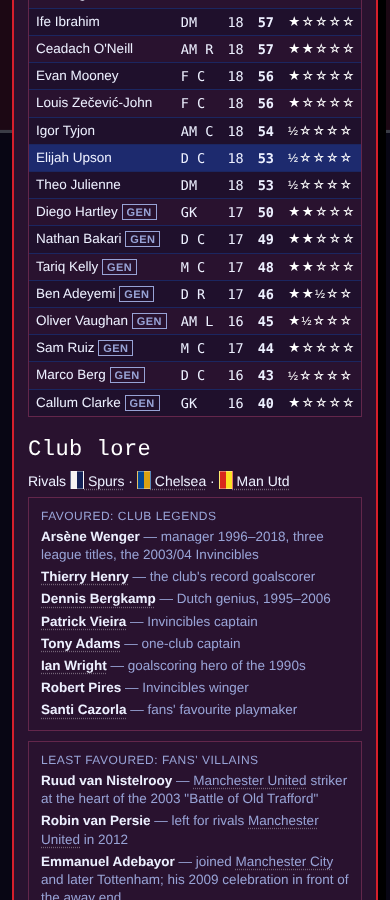 Ife Ibrahim DM 18 57 ★☆☆☆☆
Ceadach O'Neill AM R 18 57 ★★☆☆☆
Evan Mooney F C 18 56 ★☆☆☆☆
Louis Zečević-John F C 18 56 ★☆☆☆☆
Igor Tyjon AM C 18 54 ½☆☆☆☆
Elijah Upson D C 18 53 ½☆☆☆☆
Theo Julienne DM 18 53 ½☆☆☆☆
Diego Hartley GEN GK 17 50 ★★☆☆☆
Nathan Bakari GEN D C 17 49 ★★☆☆☆
Tariq Kelly GEN M C 17 48 ★★☆☆☆
Ben Adeyemi GEN D R 17 46 ★★½☆☆
Oliver Vaughan GEN AM L 16 45 ★½☆☆☆
Sam Ruiz GEN M C 17 44 ★☆☆☆☆
Marco Berg GEN D C 16 43 ½☆☆☆☆
Callum Clarke GEN GK 16 40 ★☆☆☆☆
Club lore
Rivals Spurs · Chelsea · Man Utd
FAVOURED: CLUB LEGENDS
Arsène Wenger — manager 1996–2018, three
league titles, the 2003/04 Invincibles
Thierry Henry — the club's record goalscorer
Dennis Bergkamp — Dutch genius, 1995–2006
Patrick Vieira — Invincibles captain
Tony Adams — one-club captain
Ian Wright — goalscoring hero of the 1990s
Robert Pires — Invincibles winger
Santi Cazorla — fans' favourite playmaker
LEAST FAVOURED: FANS' VILLAINS
Ruud van Nistelrooy — Manchester United striker
at the heart of the 2003 "Battle of Old Trafford"
Robin van Persie — left for rivals Manchester
United in 2012
Emmanuel Adebayor — joined Manchester City
and later Tottenham; his 2009 celebration in front of
the away end